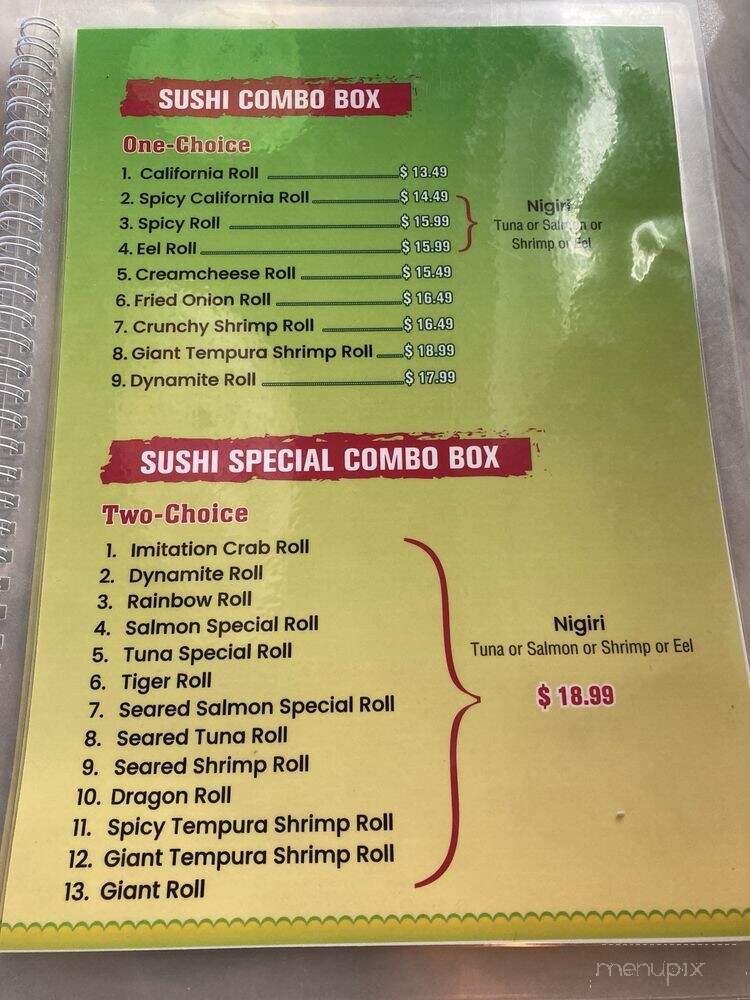 SUSHI COMBO BOX
One-Choice
1. California Roll $ 13.49
2. Spicy California Roll $ 14.49
3. Spicy Roll $ 15.99
4. Eel Roll $ 15.99
5. Creamcheese Roll $ 15.49
6. Fried Onion Roll $ 16.49
7. Crunchy Shrimp Roll $ 16.49
8. Giant Tempura Shrimp Roll $ 18.99
9. Dynamite Roll $ 17.99
Nigiri
Tuna or Salmon or
Shrimp or Eel
SUSHI SPECIAL COMBO BOX
Two-Choice
1. Imitation Crab Roll
2. Dynamite Roll
3. Rainbow Roll
4. Salmon Special Roll
5. Tuna Special Roll
6. Tiger Roll
7. Seared Salmon Special Roll
8. Seared Tuna Roll
9. Seared Shrimp Roll
10. Dragon Roll
11. Spicy Tempura Shrimp Roll
12. Giant Tempura Shrimp Roll
13. Giant Roll
Nigiri
Tuna or Salmon or Shrimp or Eel
$ 18.99
menupix